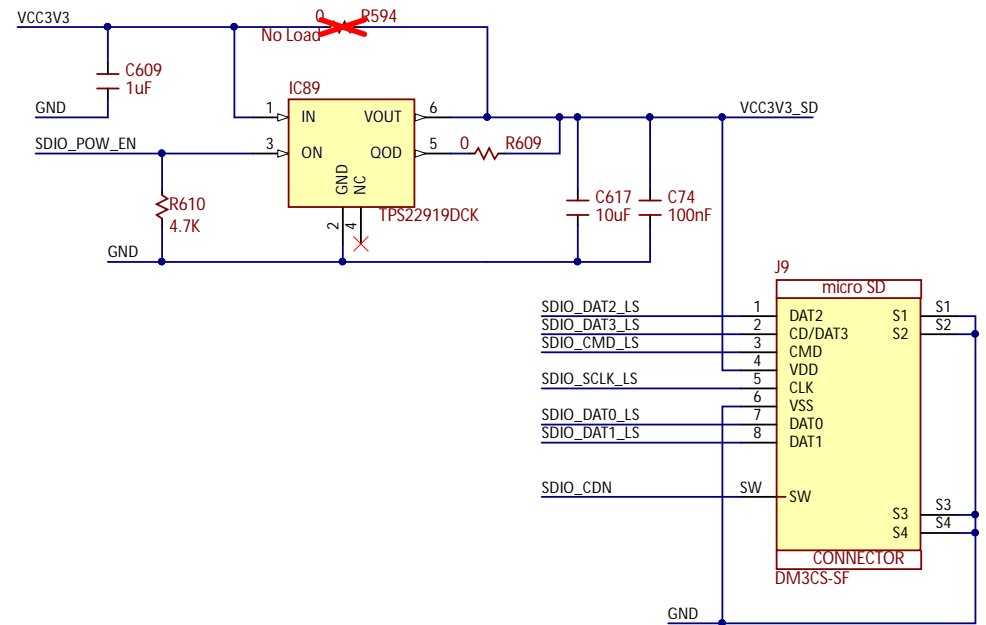 VCC3V3
0 R594
No Load
C609
1uF
IC89
GND
1 IN VOUT 6
VCC3V3_SD
SDIO_POW_EN
3 ON QOD 5
0 R609
GND
NC
2
4
TPS22919DCK
R610
4.7K
C617
10uF
C74
100nF
GND
J9
micro SD
SDIO_DAT2_LS 1 DAT2 S1 S1
SDIO_DAT3_LS 2 CD/DAT3 S2 S2
SDIO_CMD_LS 3 CMD
4 VDD
SDIO_SCLK_LS 5 CLK
6 VSS
SDIO_DAT0_LS 7 DAT0
SDIO_DAT1_LS 8 DAT1
SDIO_CDN SW SW
S3 S3
S4 S4
CONNECTOR
DM3CS-SF
GND